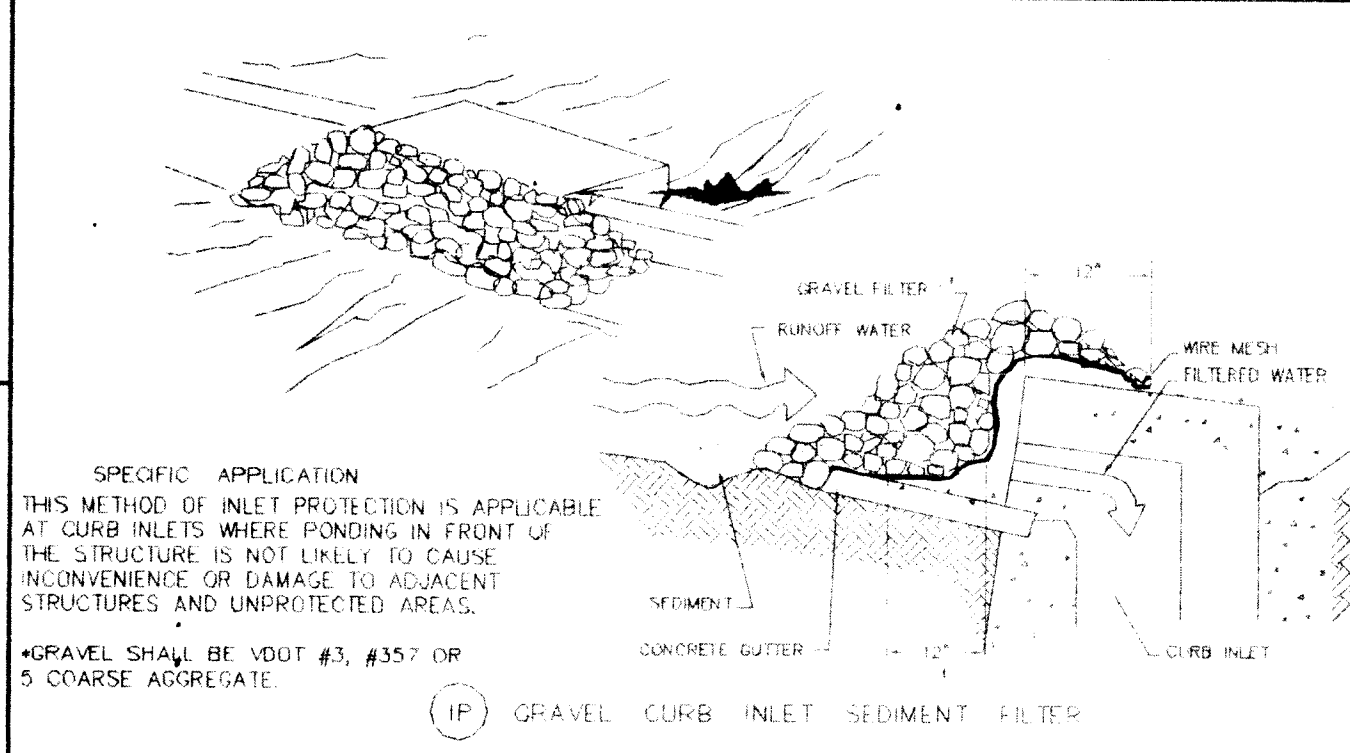 GRAVEL FILTER *
12"
RUNOFF WATER
WIRE MESH
FILTERED WATER
SPECIFIC APPLICATION
THIS METHOD OF INLET PROTECTION IS APPLICABLE
AT CURB INLETS WHERE PONDING IN FRONT OF
THE STRUCTURE IS NOT LIKELY TO CAUSE
INCONVENIENCE OR DAMAGE TO ADJACENT
STRUCTURES AND UNPROTECTED AREAS.
*GRAVEL SHALL BE VDOT #3, #357 OR
5 COARSE AGGREGATE.
SEDIMENT
CONCRETE GUTTER
12"
CURB INLET
IP GRAVEL CURB INLET SEDIMENT FILTER